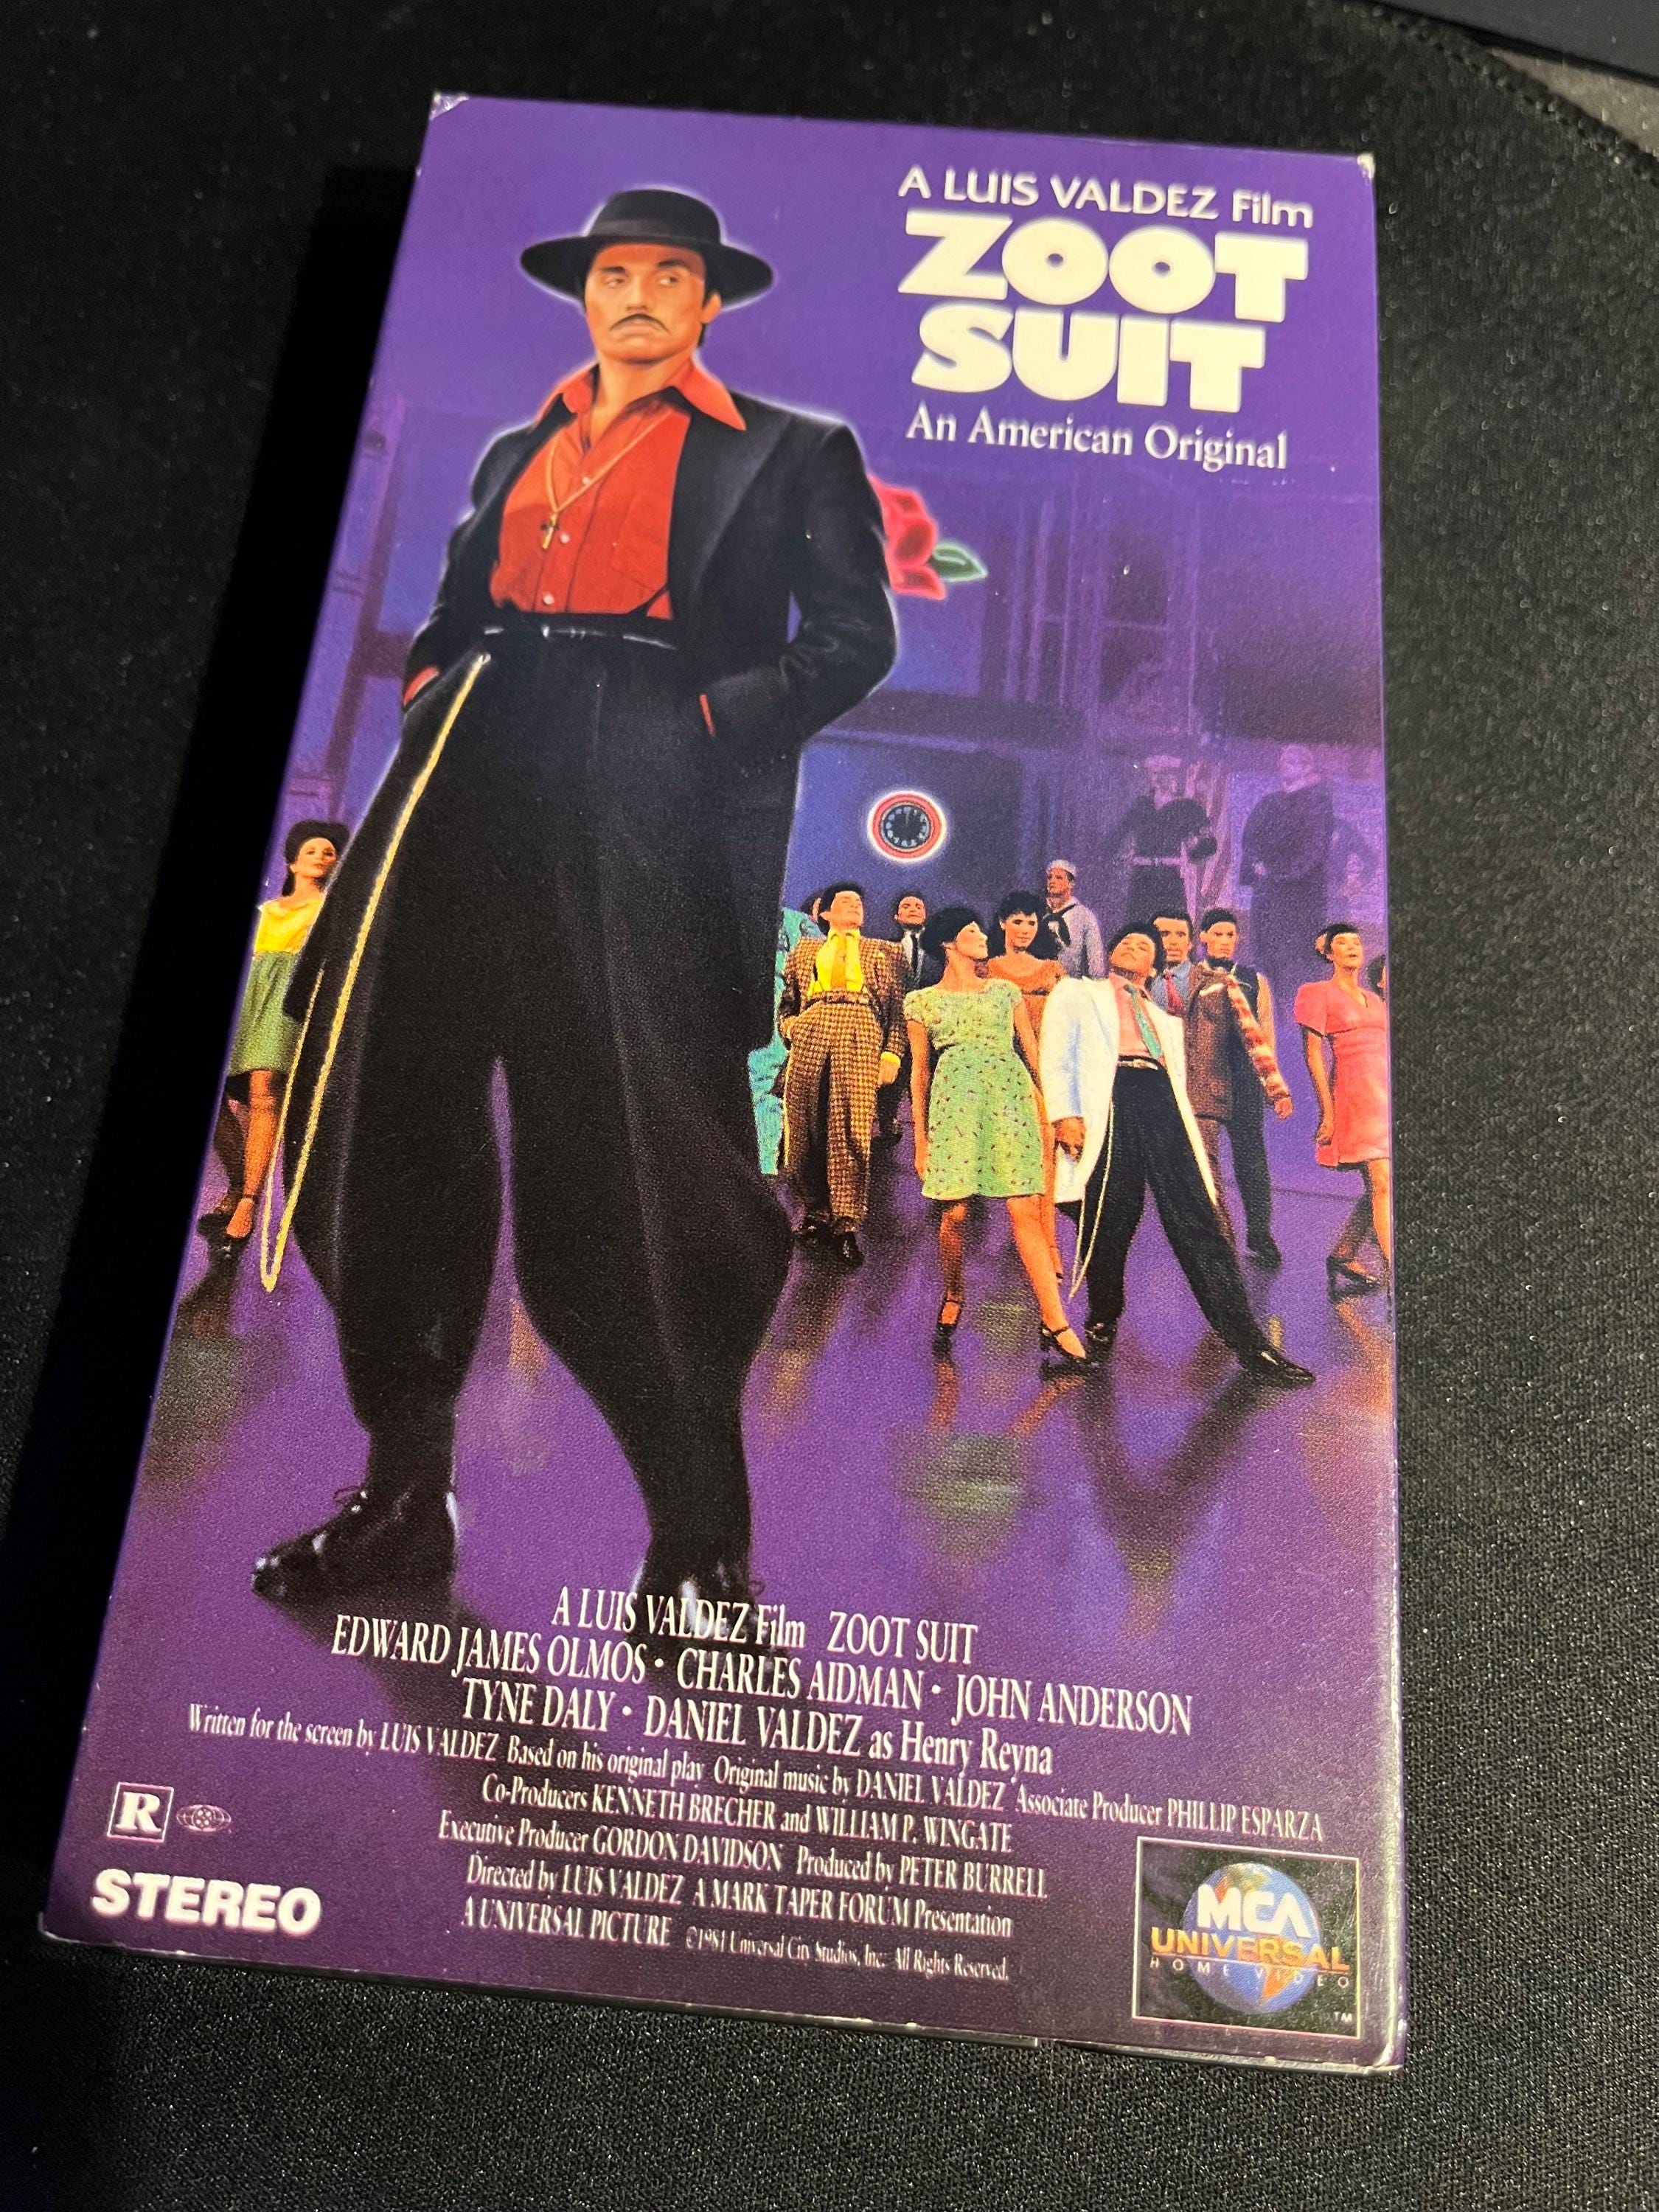 A LUIS VALDEZ Film
ZOOT
SUIT
An American Original
A LUIS VALDEZ Film ZOOT SUIT
EDWARD JAMES OLMOS • CHARLES AIDMAN • JOHN ANDERSON
TYNE DALY • DANIEL VALDEZ as Henry Reyna
Written for the screen by LUIS VALDEZ Based on his original play Original music by DANIEL VALDEZ Associate Producer PHILLIP ESPARZA
Co-Producers KENNETH BRECHER and WILLIAM P. WINGATE
Executive Producer GORDON DAVIDSON Produced by PETER BURRELL
Directed by LUIS VALDEZ A MARK TAPER FORUM Presentation
A UNIVERSAL PICTURE ©1981 Universal City Studios, Inc. All Rights Reserved.
R
STEREO
MCA
UNIVERSAL
HOME VIDEO
TM